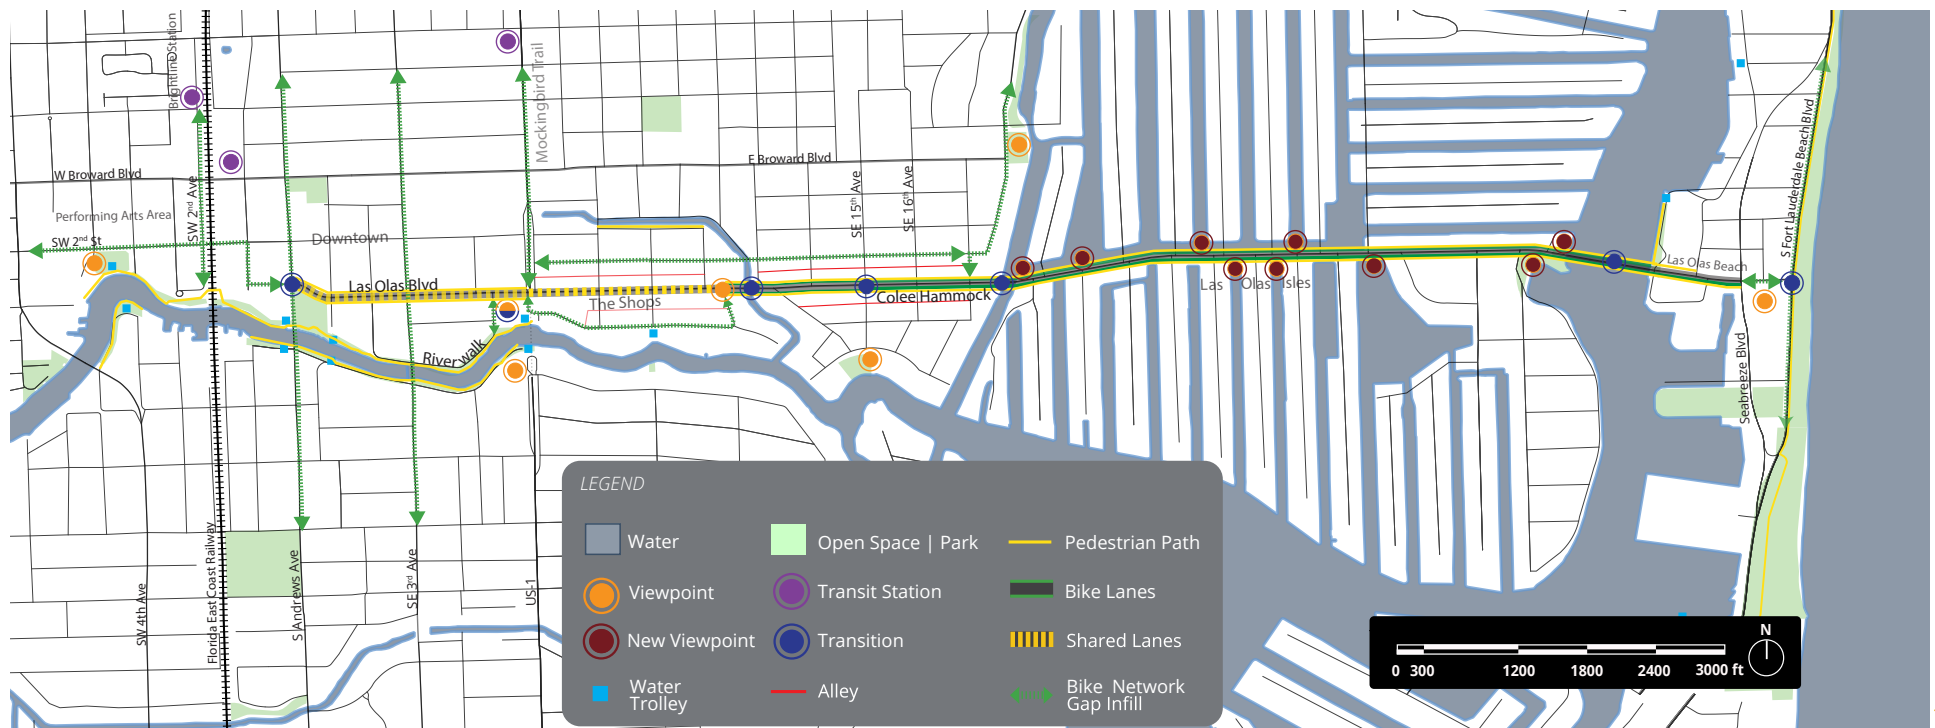 Brightline Station
Mockingbird Trail
W Broward Blvd
E Broward Blvd
Performing Arts Area
SW 2nd St
SW 2nd Ave
Downtown
SE 15th Ave
SE 16th Ave
S Fort Lauderdale Beach Blvd
Las Olas Blvd
The Shops
Colee Hammock
Las Olas Isles
Las Olas Beach
Riverwalk
Seabreeze Blvd
SW 4th Ave
Florida East Coast Railway
S Andrews Ave
SE 3rd Ave
US-1
LEGEND
Water
Open Space | Park
Pedestrian Path
Viewpoint
Transit Station
Bike Lanes
New Viewpoint
Transition
Shared Lanes
Water
Trolley
Alley
Bike Network
Gap Infill
N
0 300 1200 1800 2400 3000 ft